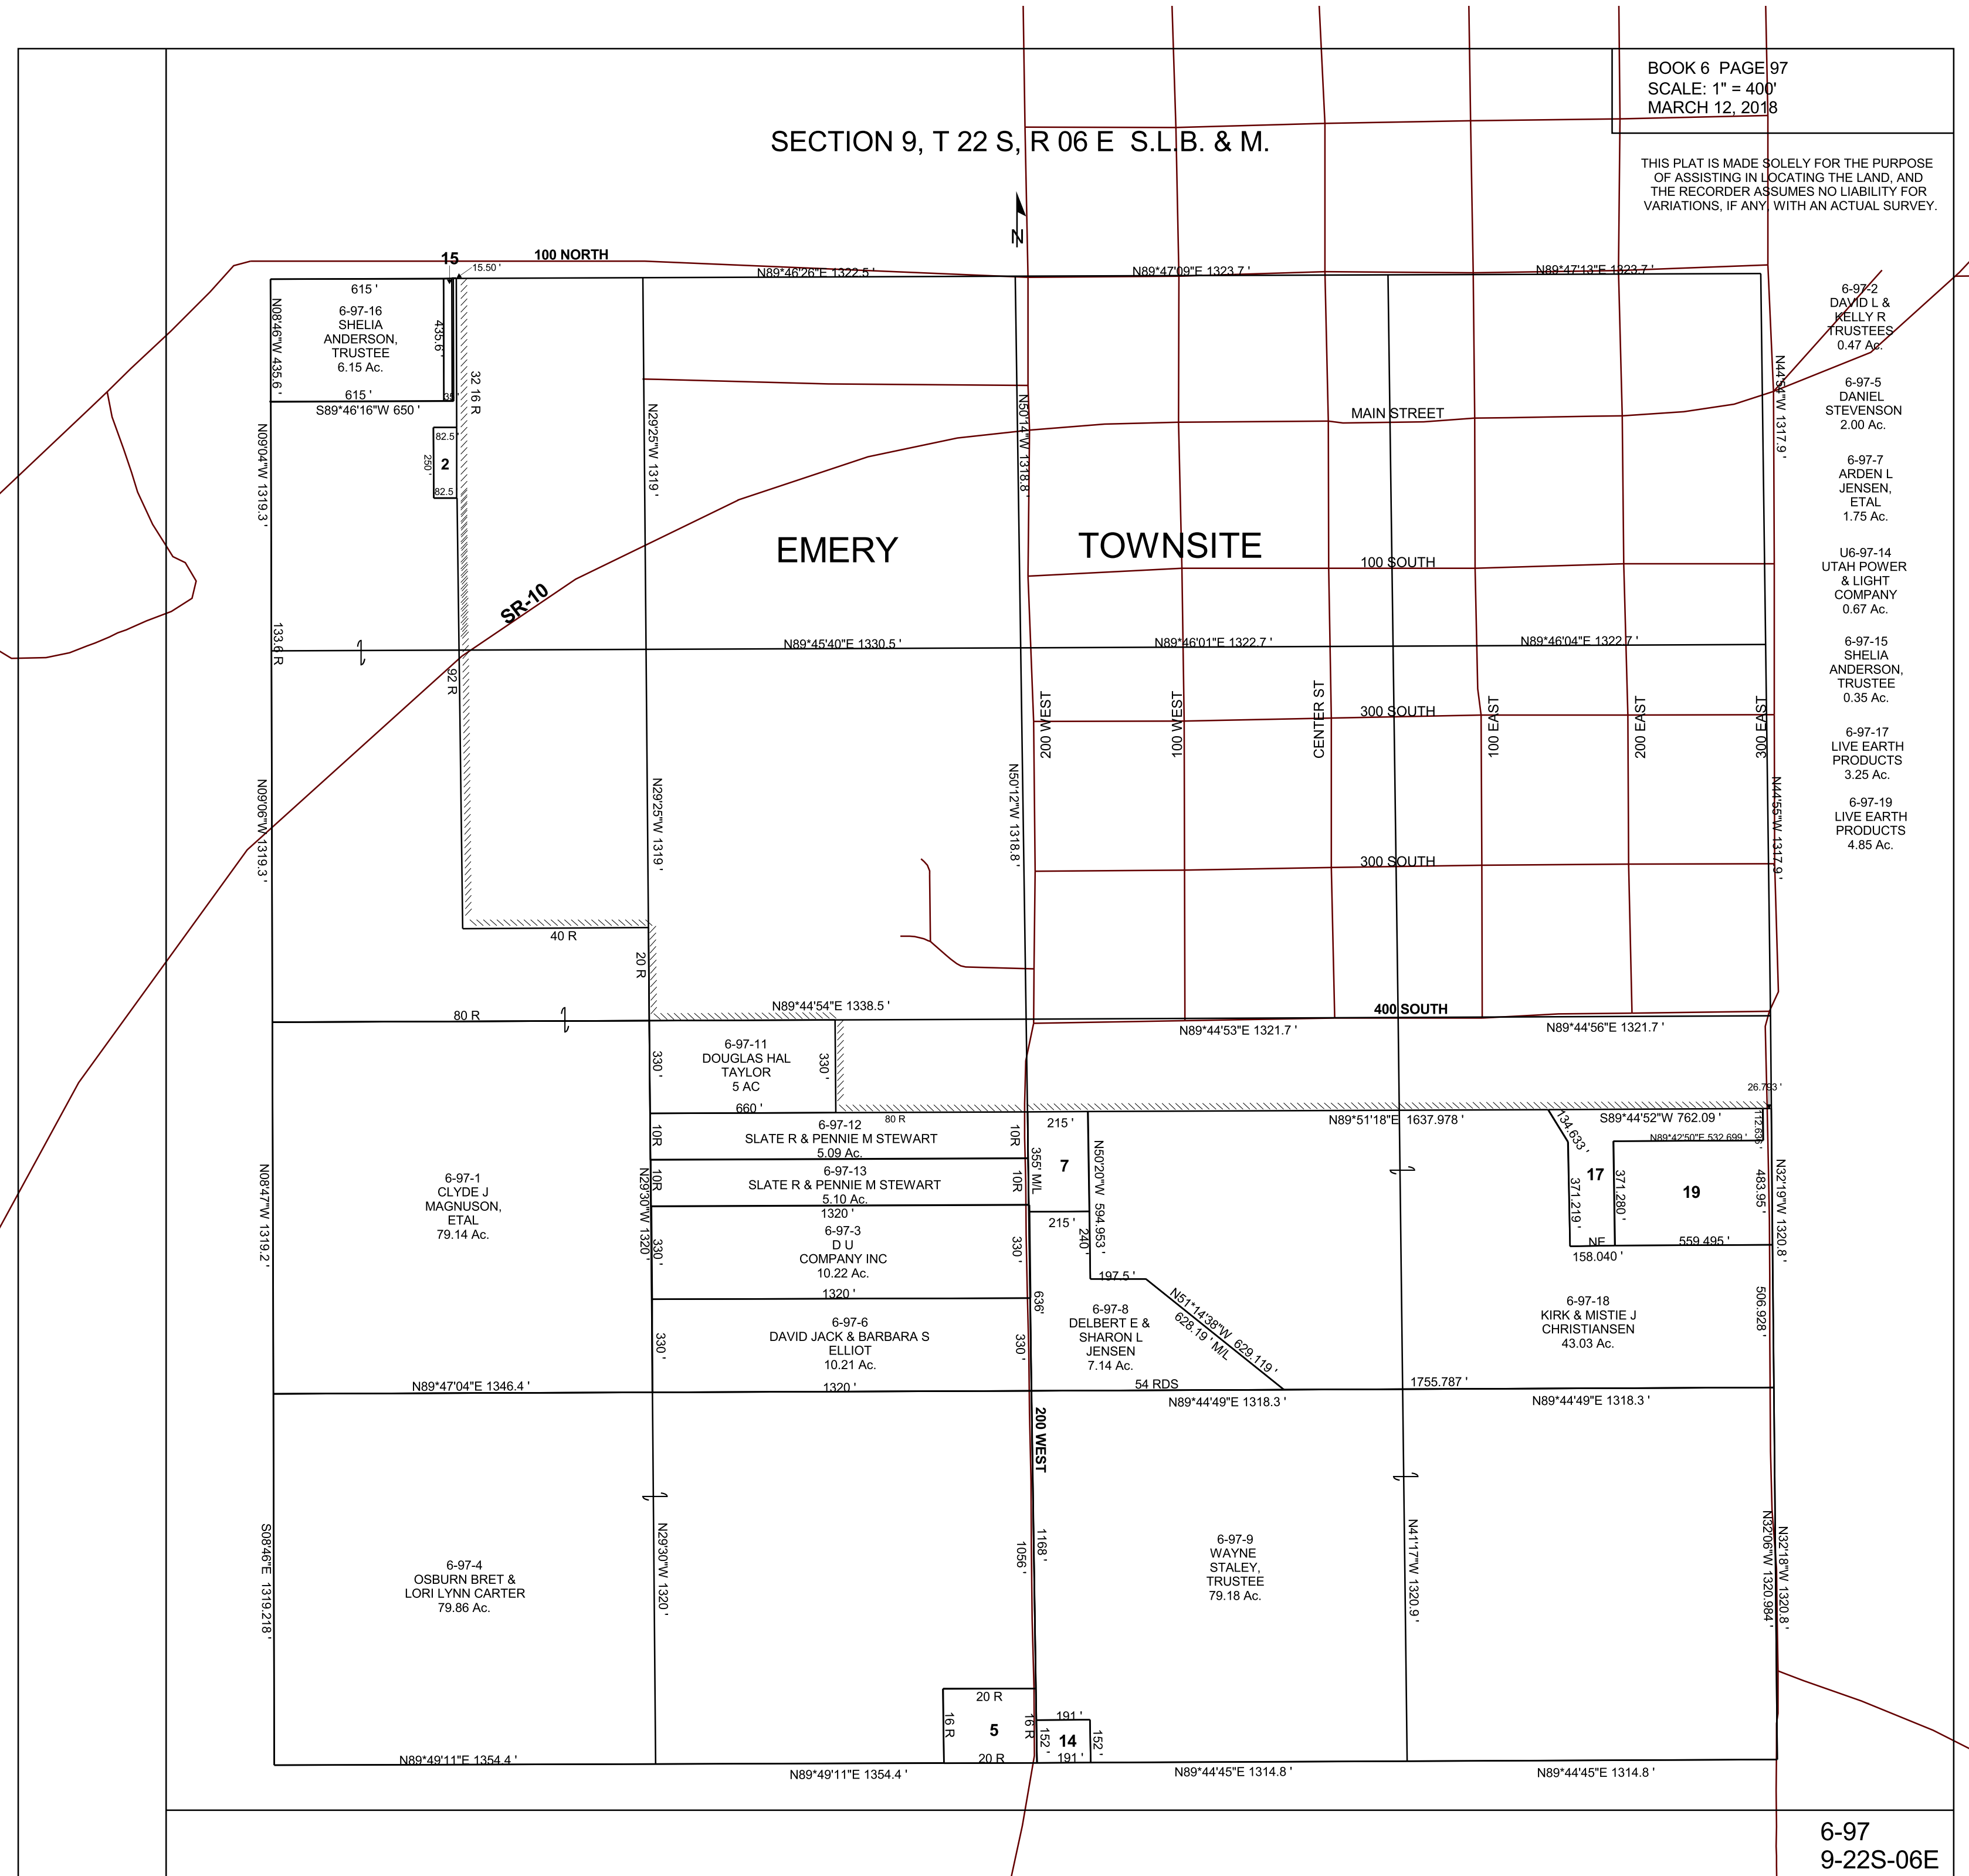 BOOK 6 PAGE 97
SCALE: 1" = 400'
MARCH 12, 2018
SECTION 9, T 22 S, R 06 E S.L.B. & M.
THIS PLAT IS MADE SOLELY FOR THE PURPOSE
OF ASSISTING IN LOCATING THE LAND, AND
THE RECORDER ASSUMES NO LIABILITY FOR
VARIATIONS, IF ANY, WITH AN ACTUAL SURVEY.
N
15
15.50 '
100 NORTH
N89*46'26"E 1322.5 '
N89*47'09"E 1323.7 '
N89*47'13"E 1323.7 '
615 '
6-97-16
SHELIA
ANDERSON,
TRUSTEE
6.15 Ac.
615 '
35 '
S89*46'16"W 650 '
N08'46"W 435.6 '
435.6 '
32 16 R
N09'04"W 1319.3 '
82.5 '
250 '
2
82.5
N29'25"W 1319 '
N50'14"W 1318.8 '
N44'54"W 1317.9 '
MAIN STREET
EMERY
TOWNSITE
100 SOUTH
SR-10
133.6 R
92 R
N89*45'40"E 1330.5 '
N89*46'01"E 1322.7 '
N89*46'04"E 1322.7 '
200 WEST
100 WEST
CENTER ST
300 SOUTH
100 EAST
200 EAST
300 EAST
N09'06"W 1319.3 '
N29'25"W 1319 '
N50'12"W 1318.8 '
N44'55"W 1317.9 '
300 SOUTH
40 R
20 R
80 R
N89*44'54"E 1338.5 '
400 SOUTH
N89*44'53"E 1321.7 '
N89*44'56"E 1321.7 '
6-97-2
DAVID L &
KELLY R
TRUSTEES
0.47 Ac.
6-97-5
DANIEL
STEVENSON
2.00 Ac.
6-97-7
ARDEN L
JENSEN,
ETAL
1.75 Ac.
U6-97-14
UTAH POWER
& LIGHT
COMPANY
0.67 Ac.
6-97-15
SHELIA
ANDERSON,
TRUSTEE
0.35 Ac.
6-97-17
LIVE EARTH
PRODUCTS
3.25 Ac.
6-97-19
LIVE EARTH
PRODUCTS
4.85 Ac.
330 '
6-97-11
DOUGLAS HAL
TAYLOR
5 AC
330 '
660 '
80 R
26.793 '
10R
6-97-12
SLATE R & PENNIE M STEWART
5.09 Ac.
10R
10R
6-97-13
SLATE R & PENNIE M STEWART
5.10 Ac.
10R
1320 '
330 '
6-97-3
D U
COMPANY INC
10.22 Ac.
330 '
1320 '
330 '
6-97-6
DAVID JACK & BARBARA S
ELLIOT
10.21 Ac.
330 '
1320 '
N08'47"W 1319.2 '
6-97-1
CLYDE J
MAGNUSON,
ETAL
79.14 Ac.
N29'30"W 1320 '
N89*47'04"E 1346.4 '
215 '
355' M/L
7
N50'20"W 594.953 '
215 '
240 '
197.5 '
636'
6-97-8
DELBERT E &
SHARON L
JENSEN
7.14 Ac.
N51*14'38"W 629.119 '
628.19 ' M/L
54 RDS
N89*44'49"E 1318.3 '
N89*51'18"E 1637.978 '
134.633 '
S89*44'52"W 762.09 '
112.636 '
N89*42'50"E 532.699 '
17
371.219 '
371.280 '
19
483.95 '
N32'19"W 1320.8 '
NE
559.495 '
158.040 '
6-97-18
KIRK & MISTIE J
CHRISTIANSEN
43.03 Ac.
506.928 '
1755.787 '
N89*44'49"E 1318.3 '
200 WEST
S08'46"E 1319.218 '
6-97-4
OSBURN BRET &
LORI LYNN CARTER
79.86 Ac.
N29'30"W 1320 '
1056 '
1168 '
6-97-9
WAYNE
STALEY,
TRUSTEE
79.18 Ac.
N41'17"W 1320.9 '
N32'06"W 1320.984 '
N32'18"W 1320.8 '
20 R
16 R
5
16 R
20 R
191 '
152 '
14
152 '
191 '
N89*49'11"E 1354.4 '
N89*49'11"E 1354.4 '
N89*44'45"E 1314.8 '
N89*44'45"E 1314.8 '
6-97
9-22S-06E